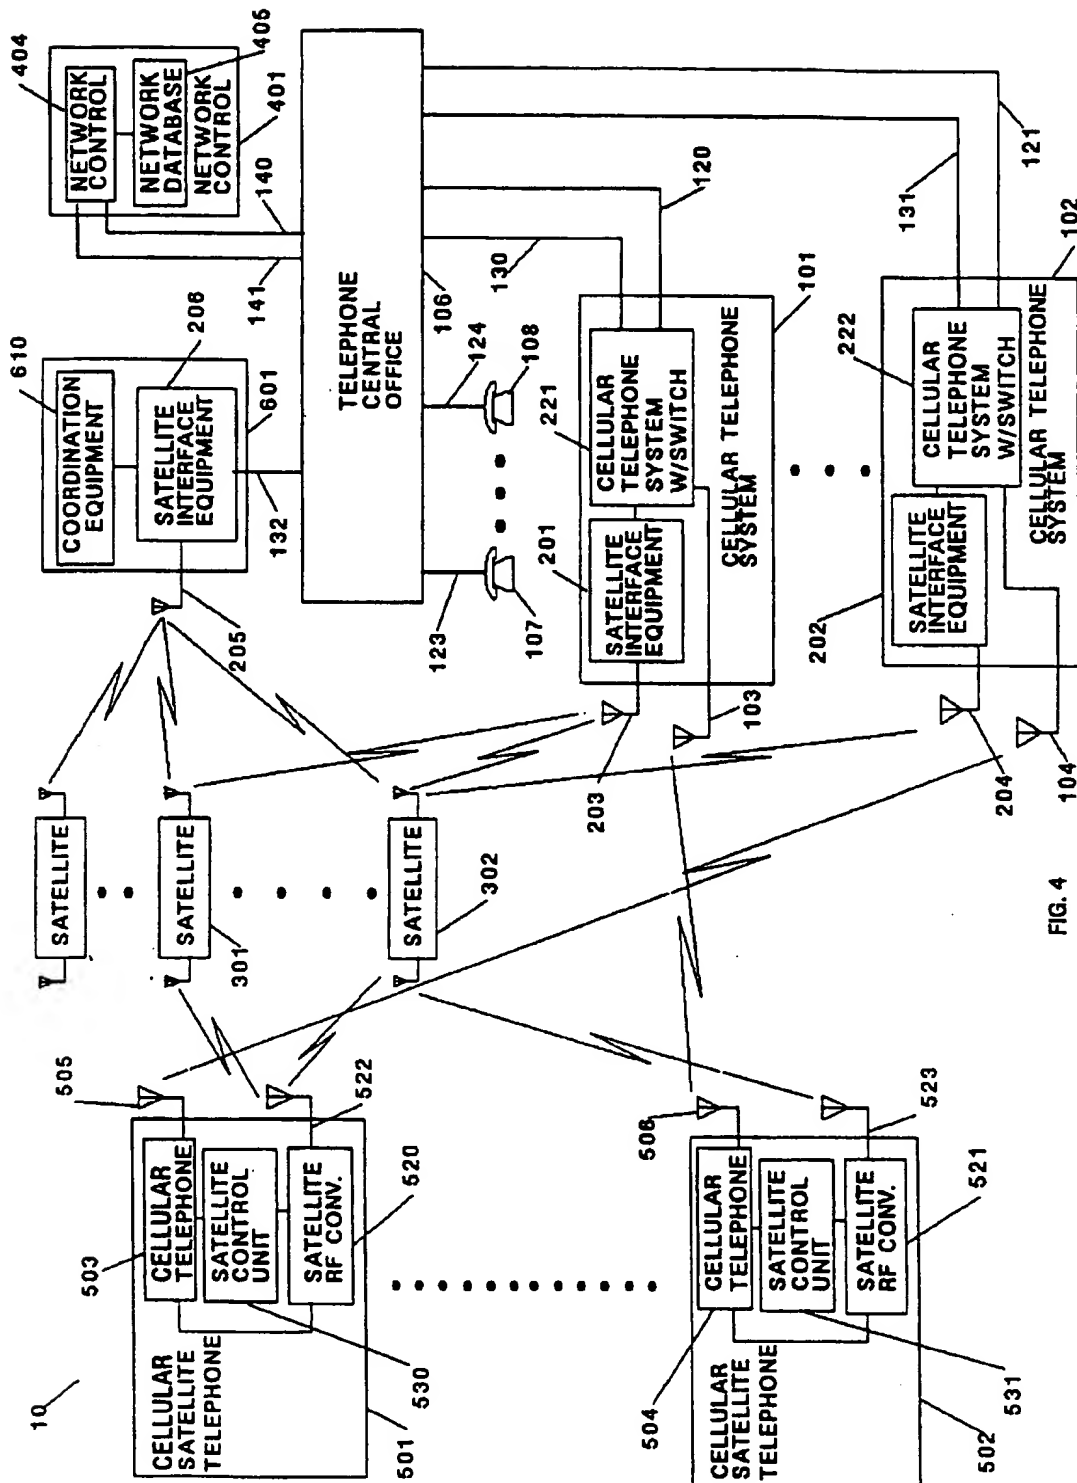 10
CELLULAR
SATELLITE
TELEPHONE
501
503
CELLULAR
TELEPHONE
SATELLITE
CONTROL
UNIT
SATELLITE
RF CONV.
530
520
505
522
CELLULAR
SATELLITE
TELEPHONE
502
504
CELLULAR
TELEPHONE
SATELLITE
CONTROL
UNIT
SATELLITE
RF CONV.
531
521
506
523
SATELLITE
SATELLITE
301
SATELLITE
302
610
COORDINATION
EQUIPMENT
206
SATELLITE
INTERFACE
EQUIPMENT
601
205
132
404
NETWORK
CONTROL
405
NETWORK
DATABASE
NETWORK
CONTROL
401
141
140
TELEPHONE
CENTRAL
OFFICE
106
123
107
124
108
130
120
131
121
201
SATELLITE
INTERFACE
EQUIPMENT
221
CELLULAR
TELEPHONE
SYSTEM
W/SWITCH
CELLULAR TELEPHONE
SYSTEM
101
203
103
202
SATELLITE
INTERFACE
EQUIPMENT
222
CELLULAR
TELEPHONE
SYSTEM
W/SWITCH
CELLULAR TELEPHONE
SYSTEM
102
204
104
FIG. 4